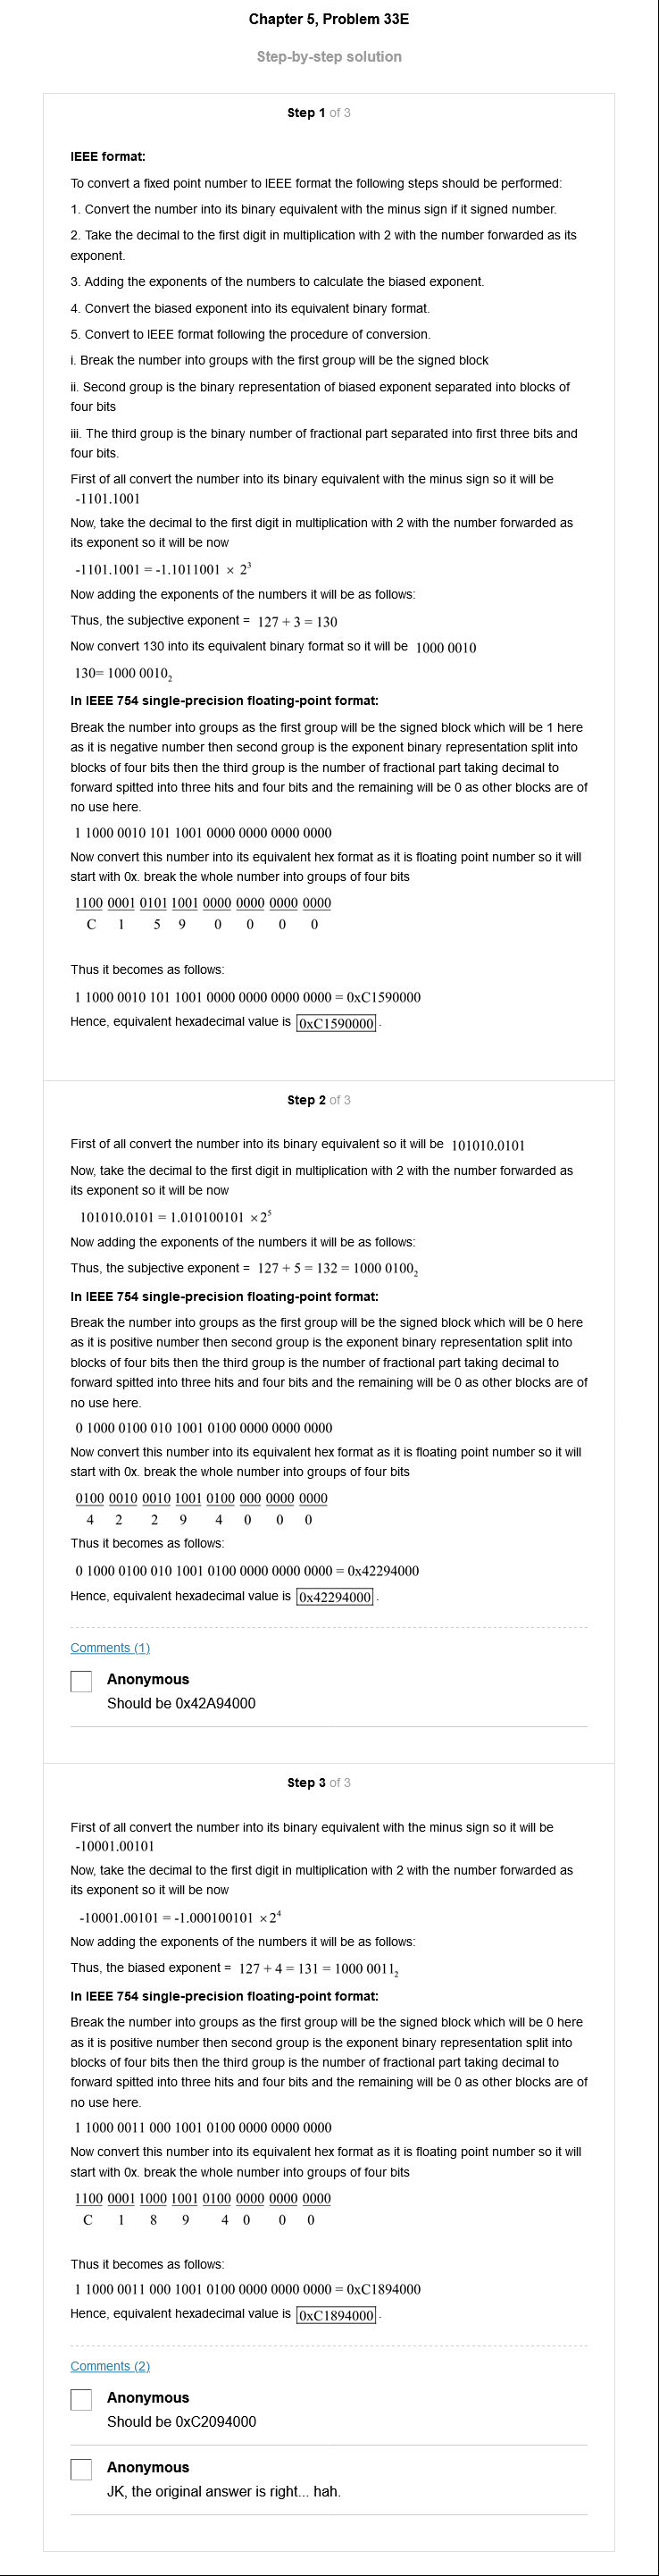 Chapter 5, Problem 33E
Step-by-step solution
Step 1 of 3
IEEE format:
To convert a fixed point number to IEEE format the following steps should be performed:
1. Convert the number into its binary equivalent with the minus sign if it signed number.
2. Take the decimal to the first digit in multiplication with 2 with the number forwarded as its
exponent.
3. Adding the exponents of the numbers to calculate the biased exponent.
4. Convert the biased exponent into its equivalent binary format.
5. Convert to IEEE format following the procedure of conversion.
i. Break the number into groups with the first group will be the signed block
ii. Second group is the binary representation of biased exponent separated into blocks of
four bits
iii. The third group is the binary number of fractional part separated into first three bits and
four bits.
First of all convert the number into its binary equivalent with the minus sign so it will be
-1101.1001
Now, take the decimal to the first digit in multiplication with 2 with the number forwarded as
its exponent so it will be now
-1101.1001 = -1.1011001 × 2³
Now adding the exponents of the numbers it will be as follows:
Thus, the subjective exponent = 127 + 3 = 130
Now convert 130 into its equivalent binary format so it will be 1000 0010
130= 1000 0010₂
In IEEE 754 single-precision floating-point format:
Break the number into groups as the first group will be the signed block which will be 1 here
as it is negative number then second group is the exponent binary representation split into
blocks of four bits then the third group is the number of fractional part taking decimal to
forward spitted into three hits and four bits and the remaining will be 0 as other blocks are of
no use here.
1 1000 0010 101 1001 0000 0000 0000 0000
Now convert this number into its equivalent hex format as it is floating point number so it will
start with 0x. break the whole number into groups of four bits
1100 0001 0101 1001 0000 0000 0000 0000
C 1 5 9 0 0 0 0
Thus it becomes as follows:
1 1000 0010 101 1001 0000 0000 0000 0000 = 0xC1590000
Hence, equivalent hexadecimal value is 0xC1590000 .
Step 2 of 3
First of all convert the number into its binary equivalent so it will be 101010.0101
Now, take the decimal to the first digit in multiplication with 2 with the number forwarded as
its exponent so it will be now
101010.0101 = 1.010100101 ×2⁵
Now adding the exponents of the numbers it will be as follows:
Thus, the subjective exponent = 127 + 5 = 132 = 1000 0100₂
In IEEE 754 single-precision floating-point format:
Break the number into groups as the first group will be the signed block which will be 0 here
as it is positive number then second group is the exponent binary representation split into
blocks of four bits then the third group is the number of fractional part taking decimal to
forward spitted into three hits and four bits and the remaining will be 0 as other blocks are of
no use here.
0 1000 0100 010 1001 0100 0000 0000 0000
Now convert this number into its equivalent hex format as it is floating point number so it will
start with 0x. break the whole number into groups of four bits
0100 0010 0010 1001 0100 000 0000 0000
4 2 2 9 4 0 0 0
Thus it becomes as follows:
0 1000 0100 010 1001 0100 0000 0000 0000 = 0x42294000
Hence, equivalent hexadecimal value is 0x42294000 .
Comments (1)
Anonymous
Should be 0x42A94000
Step 3 of 3
First of all convert the number into its binary equivalent with the minus sign so it will be
-10001.00101
Now, take the decimal to the first digit in multiplication with 2 with the number forwarded as
its exponent so it will be now
-10001.00101 = -1.000100101 ×2⁴
Now adding the exponents of the numbers it will be as follows:
Thus, the biased exponent = 127 + 4 = 131 = 1000 0011₂
In IEEE 754 single-precision floating-point format:
Break the number into groups as the first group will be the signed block which will be 0 here
as it is positive number then second group is the exponent binary representation split into
blocks of four bits then the third group is the number of fractional part taking decimal to
forward spitted into three hits and four bits and the remaining will be 0 as other blocks are of
no use here.
1 1000 0011 000 1001 0100 0000 0000 0000
Now convert this number into its equivalent hex format as it is floating point number so it will
start with 0x. break the whole number into groups of four bits
1100 0001 1000 1001 0100 0000 0000 0000
C 1 8 9 4 0 0 0
Thus it becomes as follows:
1 1000 0011 000 1001 0100 0000 0000 0000 = 0xC1894000
Hence, equivalent hexadecimal value is 0xC1894000 .
Comments (2)
Anonymous
Should be 0xC2094000
Anonymous
JK, the original answer is right... hah.